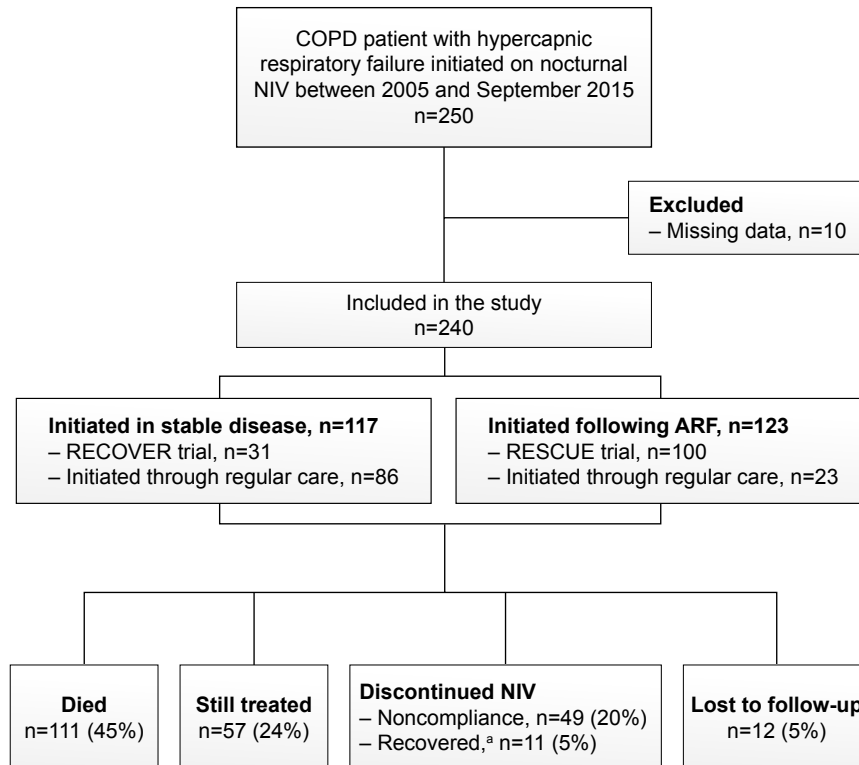 COPD patient with hypercapnic
respiratory failure initiated on nocturnal
NIV between 2005 and September 2015
n=250
Excluded
– Missing data, n=10
Included in the study
n=240
Initiated in stable disease, n=117
– RECOVER trial, n=31
– Initiated through regular care, n=86
Initiated following ARF, n=123
– RESCUE trial, n=100
– Initiated through regular care, n=23
Died
n=111 (45%)
Still treated
n=57 (24%)
Discontinued NIV
– Noncompliance, n=49 (20%)
– Recovered,ª n=11 (5%)
Lost to follow-up
n=12 (5%)